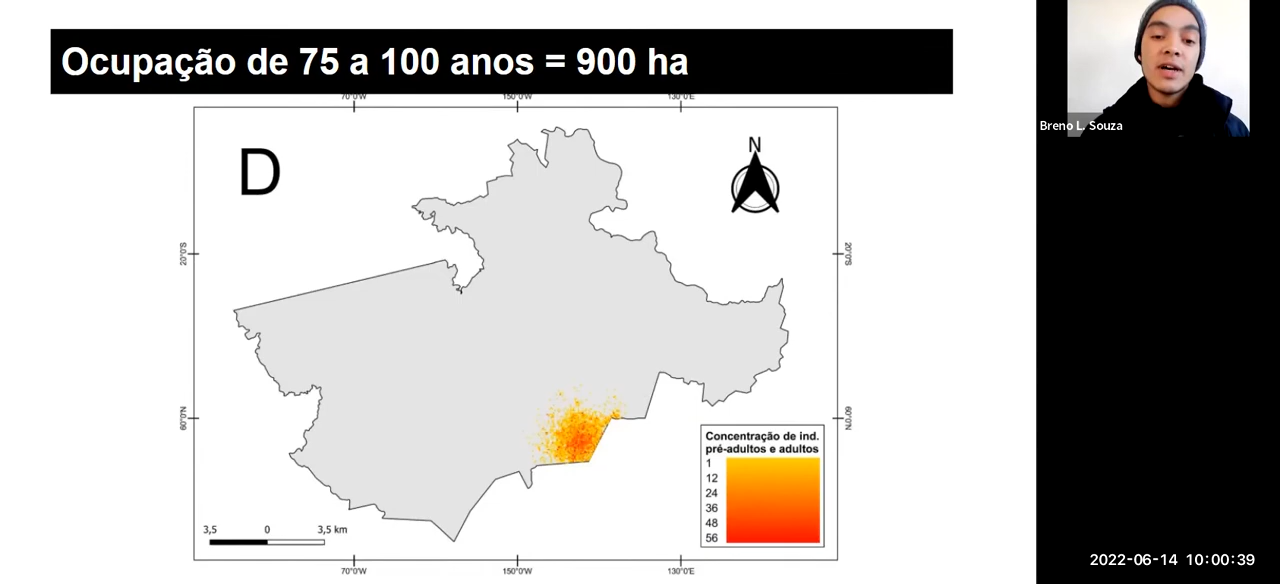 Ocupação de 75 a 100 anos = 900 ha
70°0'W 150°0'W 130°0'E
D
N
20°0'S 20°0'S
60°0'N 60°0'N
Concentração de ind.
pré-adultos e adultos
1
12
24
36
48
56
3,5 0 3,5 km
70°0'W 150°0'W 130°0'E
Breno L. Souza
2022-06-14 10:00:39